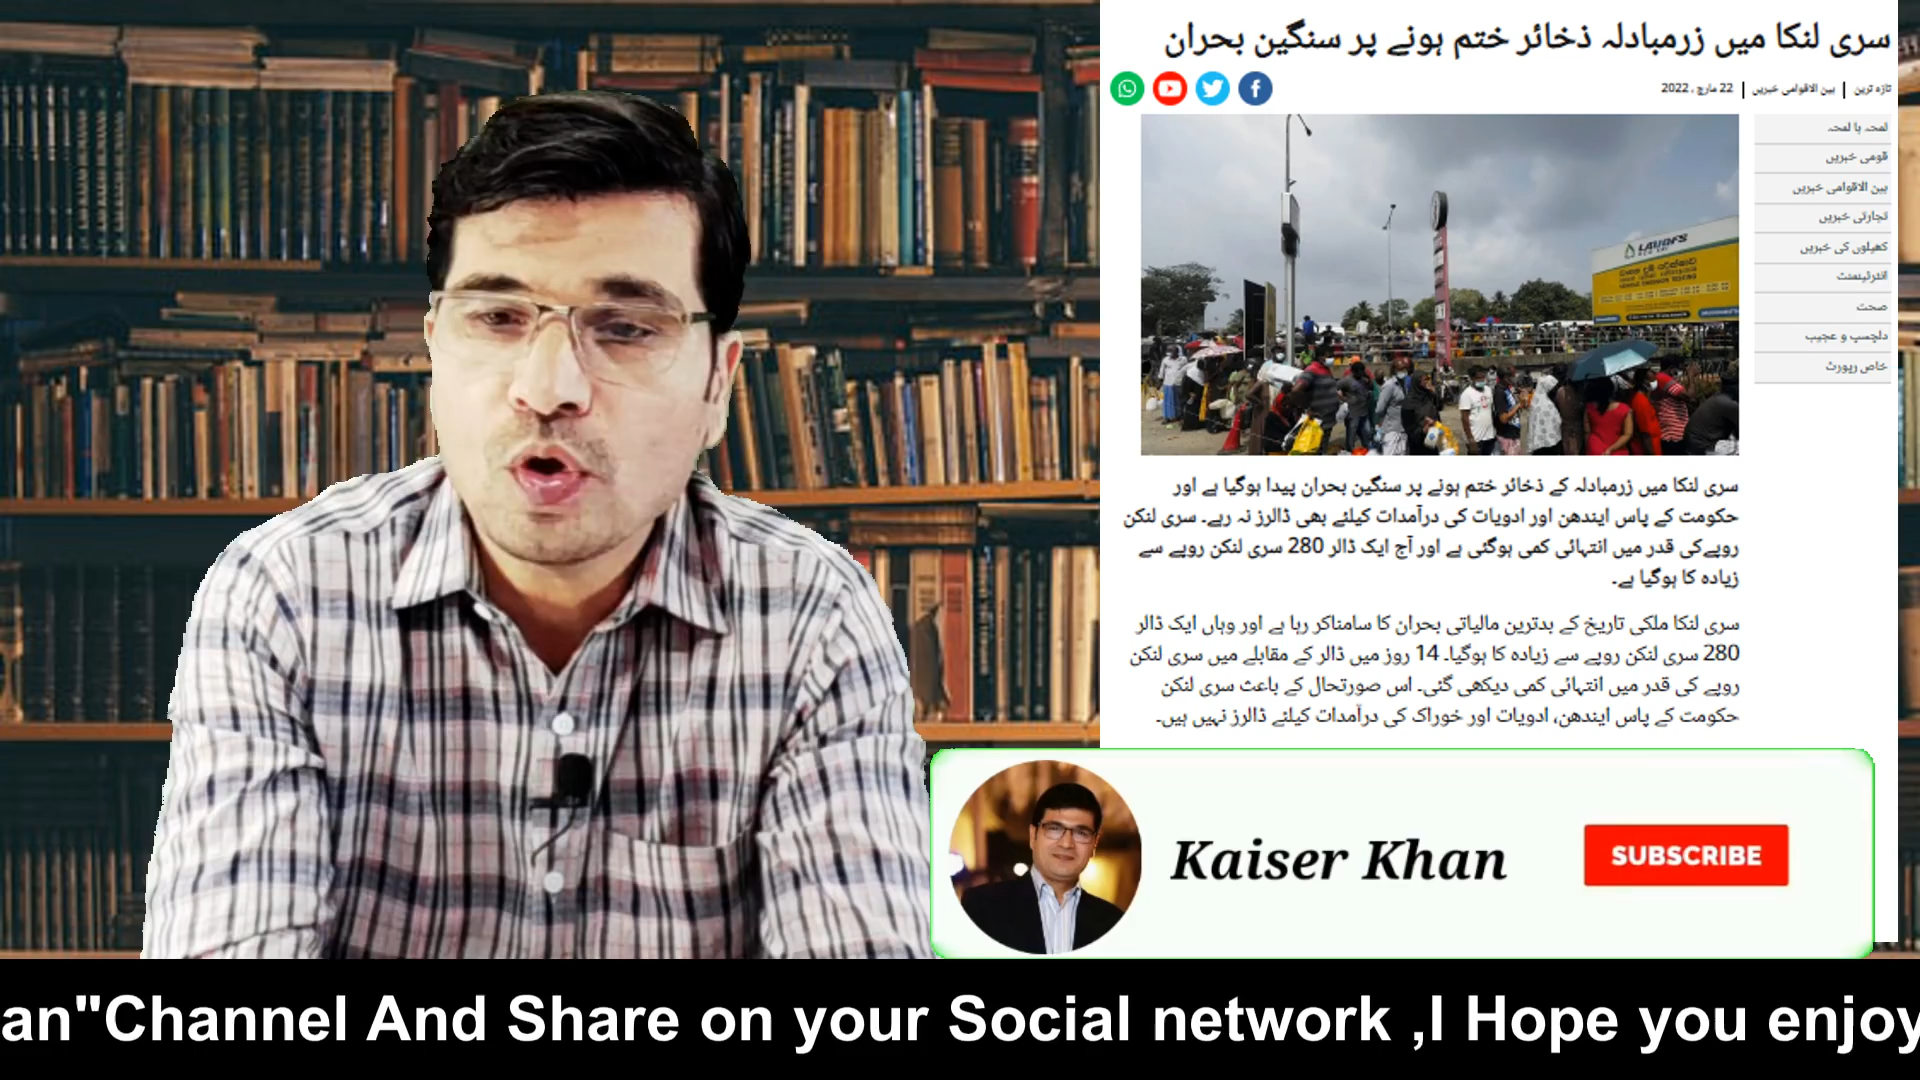 سری لنکا میں زرمبادلہ ذخائر ختم ہونے پر سنگین بحران
تازہ ترین | بین الاقوامی خبریں | 22 مارچ ، 2022
لمحہ با لمحہ
قومی خبریں
بین الاقوامی خبریں
تجارتی خبریں
کھیلوں کی خبریں
انٹرٹینمنٹ
صحت
دلچسپ و عجیب
خاص رپورٹ
LAUGFS
سری لنکا میں زرمبادلہ کے ذخائر ختم ہونے پر سنگین بحران پیدا ہوگیا ہے اور
حکومت کے پاس ایندھن اور ادویات کی درآمدات کیلئے بھی ڈالرز نہ رہے۔ سری لنکن
روپےکی قدر میں انتہائی کمی ہوگئی ہے اور آج ایک ڈالر 280 سری لنکن روپے سے
زیادہ کا ہوگیا ہے۔
سری لنکا ملکی تاریخ کے بدترین مالیاتی بحران کا سامناکر رہا ہے اور وہاں ایک ڈالر
280 سری لنکن روپے سے زیادہ کا ہوگیا۔ 14 روز میں ڈالر کے مقابلے میں سری لنکن
روپے کی قدر میں انتہائی کمی دیکھی گئی۔ اس صورتحال کے باعث سری لنکن
حکومت کے پاس ایندھن، ادویات اور خوراک کی درآمدات کیلئے ڈالرز نہیں ہیں۔
Kaiser Khan
SUBSCRIBE
an"Channel And Share on your Social network ,I Hope you enjoy